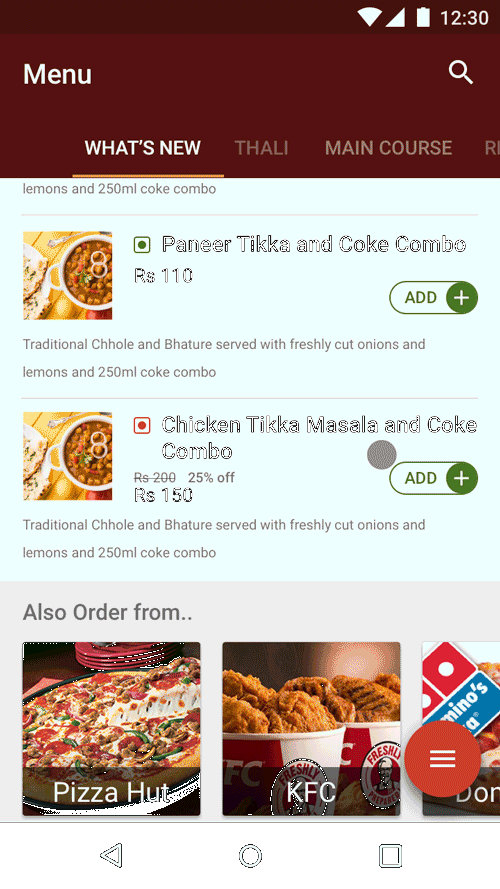 12:30
Menu
WHAT'S NEW THALI MAIN COURSE
lemons and 250ml coke combo
Paneer Tikka and Coke Combo
Rs 110
ADD +
Traditional Chhole and Bhature served with freshly cut onions and
lemons and 250ml coke combo
Chicken Tikka Masala and Coke
Combo
Rs 200 25% off
Rs 150
ADD +
Traditional Chhole and Bhature served with freshly cut onions and
lemons and 250ml coke combo
Also Order from..
Pizza Hut
KFC
FRESHLY
FRESHLY